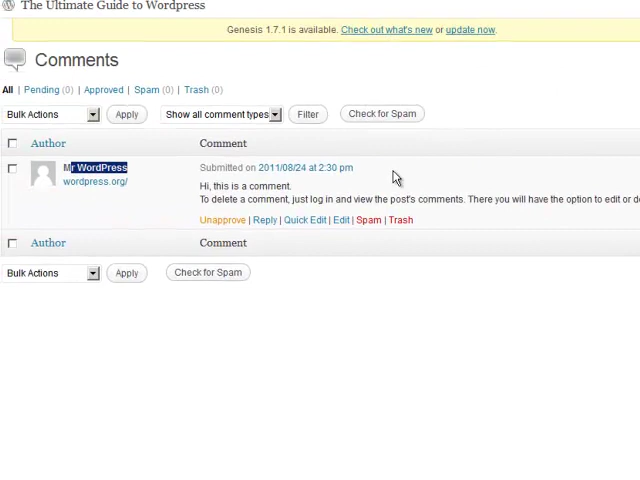 The Ultimate Guide to Wordpress
Genesis 1.7.1 is available. Check out what's new or update now.
Comments
All | Pending (0) | Approved | Spam (0) | Trash (0)
Bulk Actions Apply Show all comment types Filter Check for Spam
Author Comment
Mr WordPress Submitted on 2011/08/24 at 2:30 pm
wordpress.org/
Hi, this is a comment.
To delete a comment, just log in and view the post's comments. There you will have the option to edit or
Unapprove | Reply | Quick Edit | Edit | Spam | Trash
Author Comment
Bulk Actions Apply Check for Spam